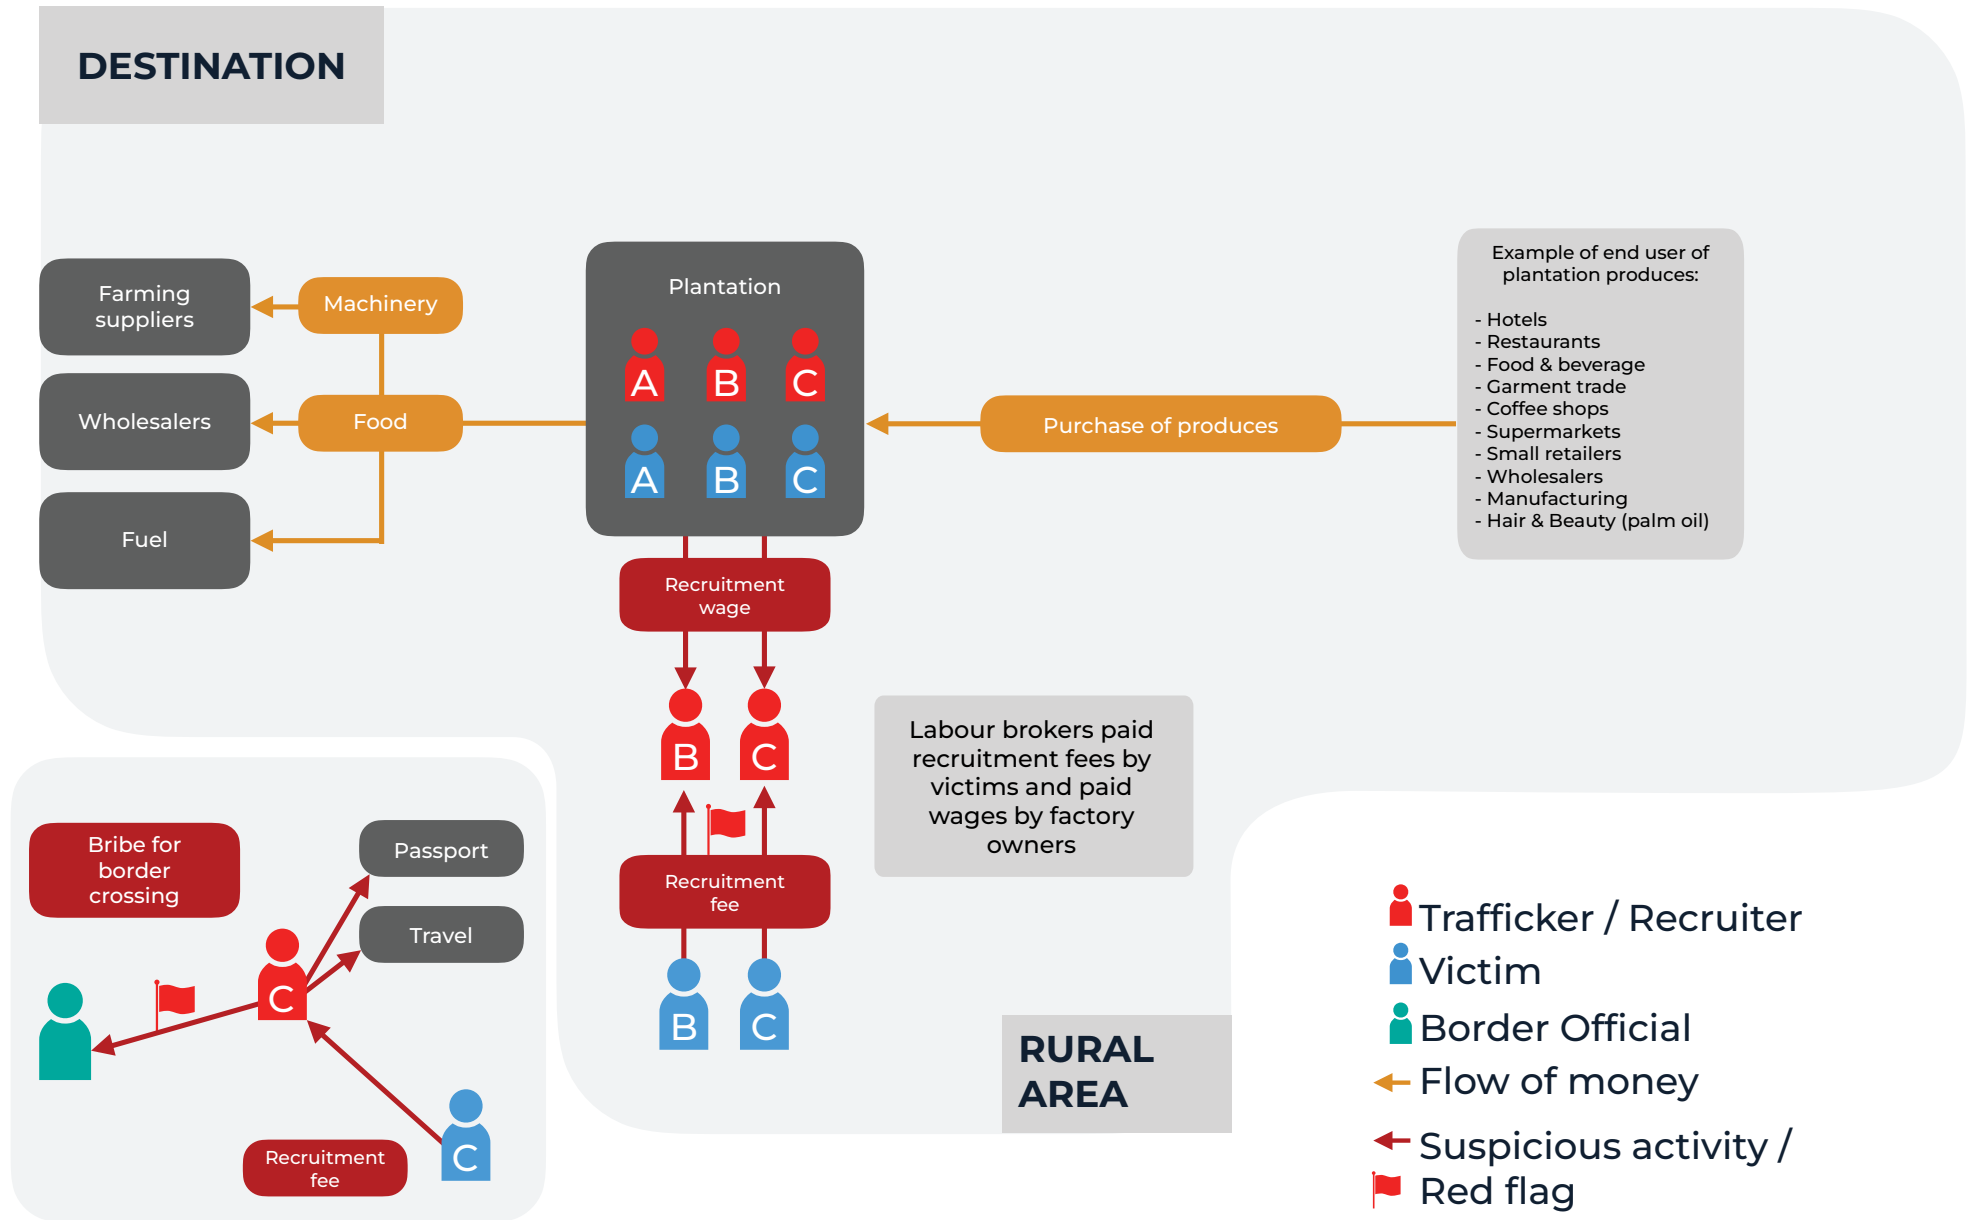 DESTINATION
Farming
suppliers
Machinery
Wholesalers
Food
Fuel
Plantation
A
B
C
A
B
C
Purchase of produces
Example of end user of
plantation produces:
- Hotels
- Restaurants
- Food & beverage
- Garment trade
- Coffee shops
- Supermarkets
- Small retailers
- Wholesalers
- Manufacturing
- Hair & Beauty (palm oil)
Recruitment
wage
B
C
Labour brokers paid
recruitment fees by
victims and paid
wages by factory
owners
Recruitment
fee
B
C
RURAL
AREA
Bribe for
border
crossing
Passport
Travel
C
C
Recruitment
fee
Trafficker / Recruiter
Victim
Border Official
Flow of money
Suspicious activity /
Red flag